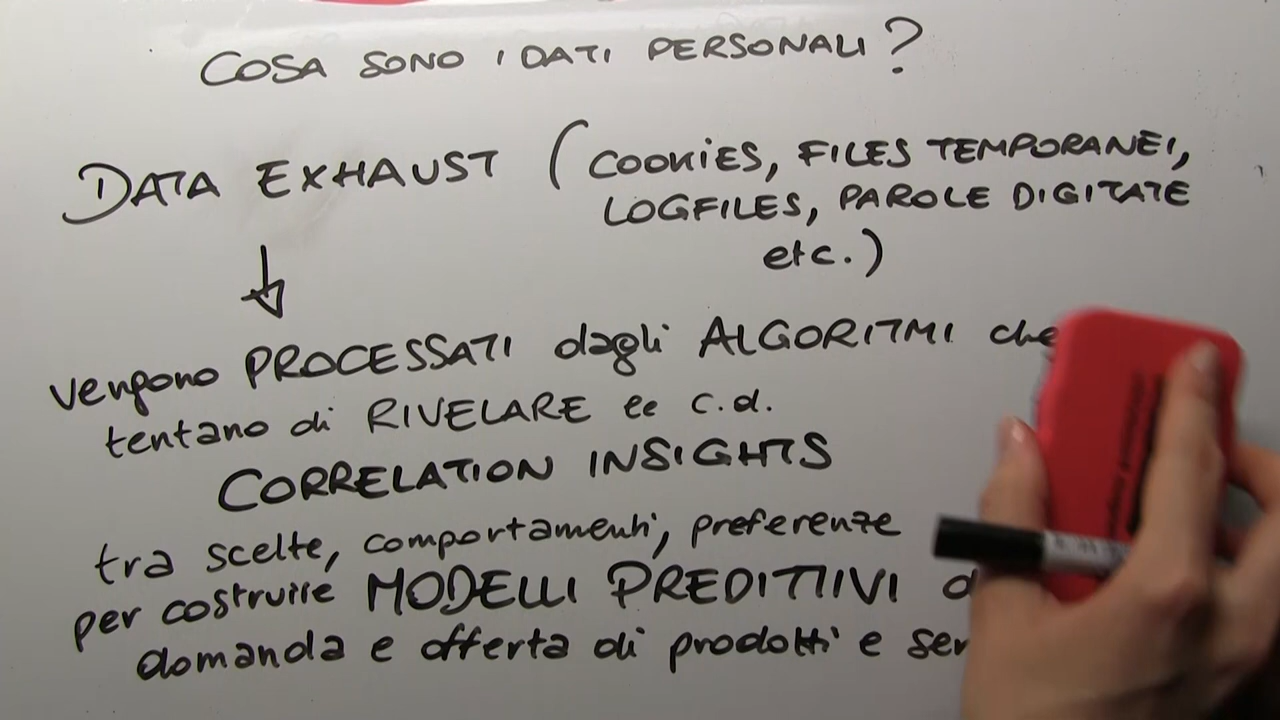 COSA SONO I DATI PERSONALI?
DATA EXHAUST (COOKIES, FILES TEMPORANEI,
LOGFILES, PAROLE DIGITATE
etc.)
vengono PROCESSATI dagli ALGORITMI che
tentano di RIVELARE le c.d.
CORRELATION INSIGHTS
tra scelte, comportamenti, preferenze
per costruire MODELLI PREDITTIVI
domanda e offerta di prodotti e